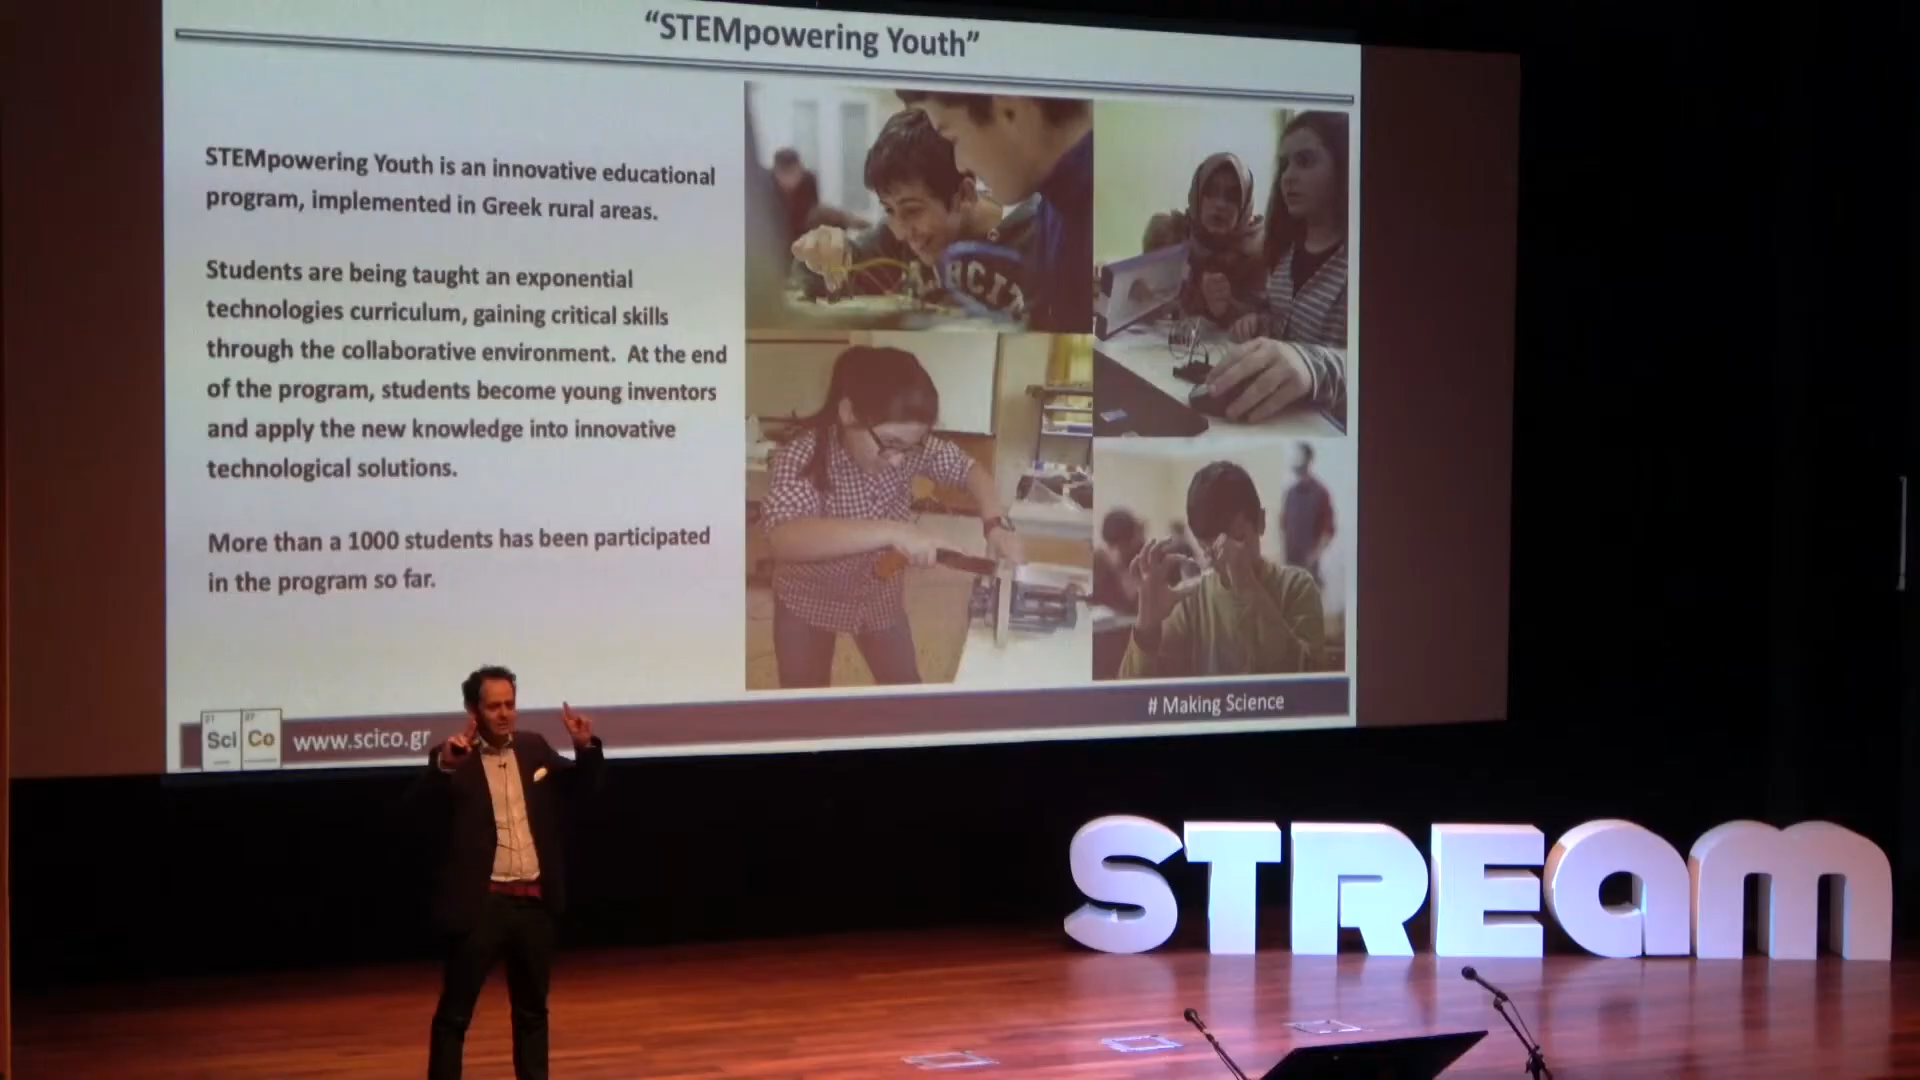 “STEMpowering Youth”
STEMpowering Youth is an innovative educational
program, implemented in Greek rural areas.
Students are being taught an exponential
technologies curriculum, gaining critical skills
through the collaborative environment. At the end
of the program, students become young inventors
and apply the new knowledge into innovative
technological solutions.
More than a 1000 students has been participated
in the program so far.
# Making Science
27 27
Sci Co
www.scico.gr
STREAM